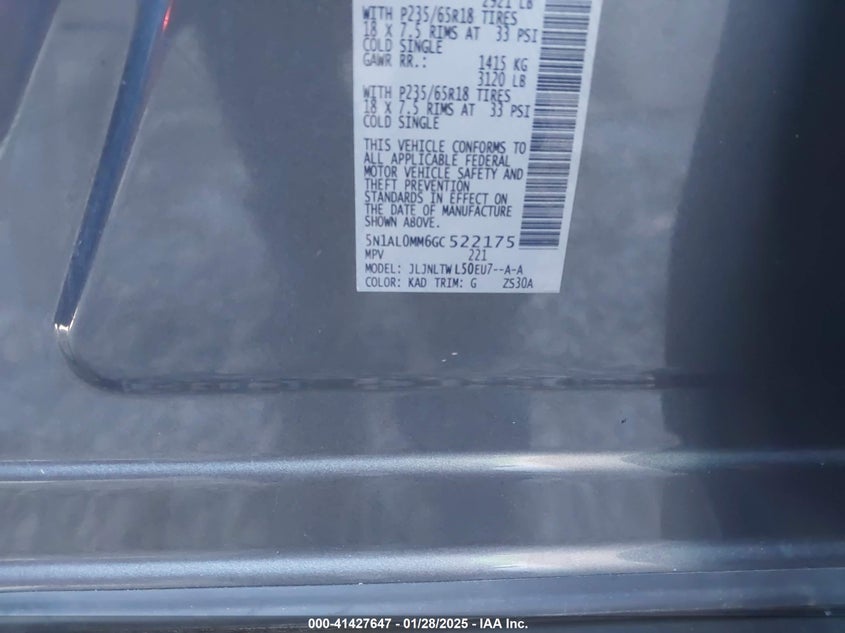 2921 LB
WITH P235/65R18 TIRES
18 X 7.5 RIMS AT 33 PSI
COLD SINGLE
GAWR RR.: 1415 KG
3120 LB
WITH P235/65R18 TIRES
18 X 7.5 RIMS AT 33 PSI
COLD SINGLE
THIS VEHICLE CONFORMS TO
ALL APPLICABLE FEDERAL
MOTOR VEHICLE SAFETY AND
THEFT PREVENTION
STANDARDS IN EFFECT ON
THE DATE OF MANUFACTURE
SHOWN ABOVE.
5N1AL0MM6GC522175
MPV 221
MODEL: JLJNLTWL50EU7--A-A
COLOR: KAD TRIM: G ZS30A
000-41427647 - 01/28/2025 - IAA Inc.